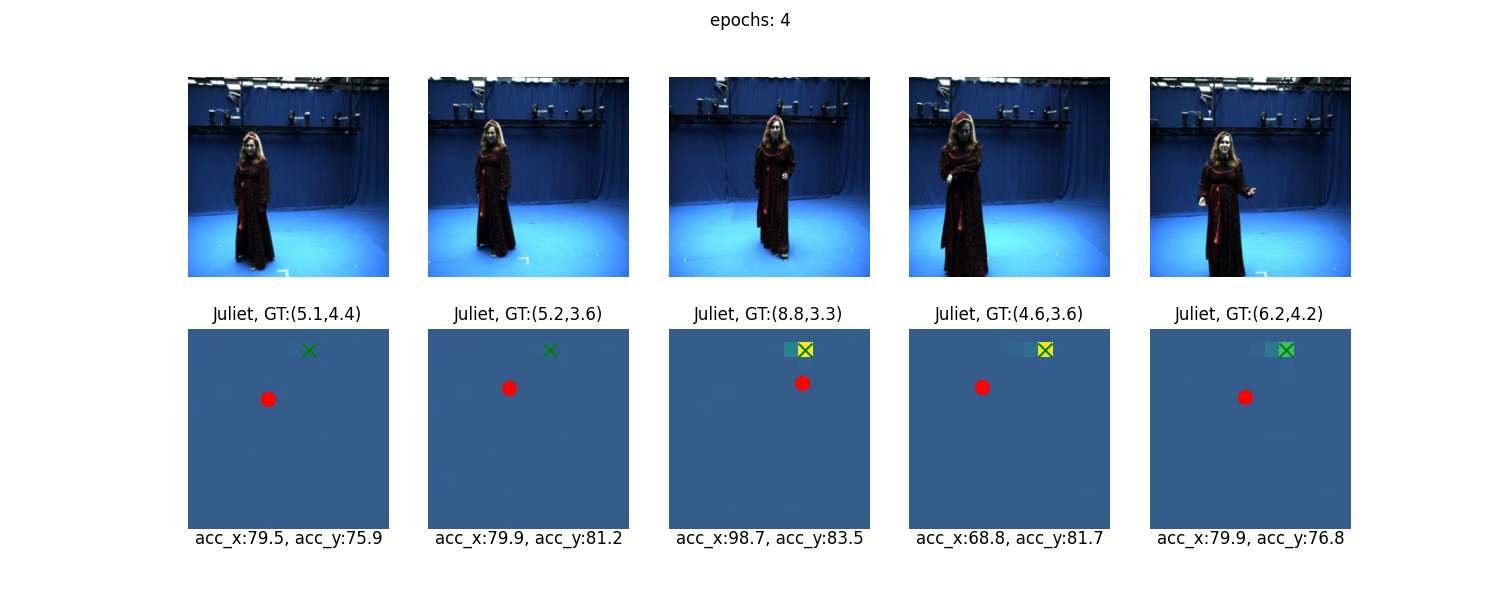 epochs: 4
Juliet, GT:(5.1,4.4)
Juliet, GT:(5.2,3.6)
Juliet, GT:(8.8,3.3)
Juliet, GT:(4.6,3.6)
Juliet, GT:(6.2,4.2)
acc_x:79.5, acc_y:75.9
acc_x:79.9, acc_y:81.2
acc_x:98.7, acc_y:83.5
acc_x:68.8, acc_y:81.7
acc_x:79.9, acc_y:76.8